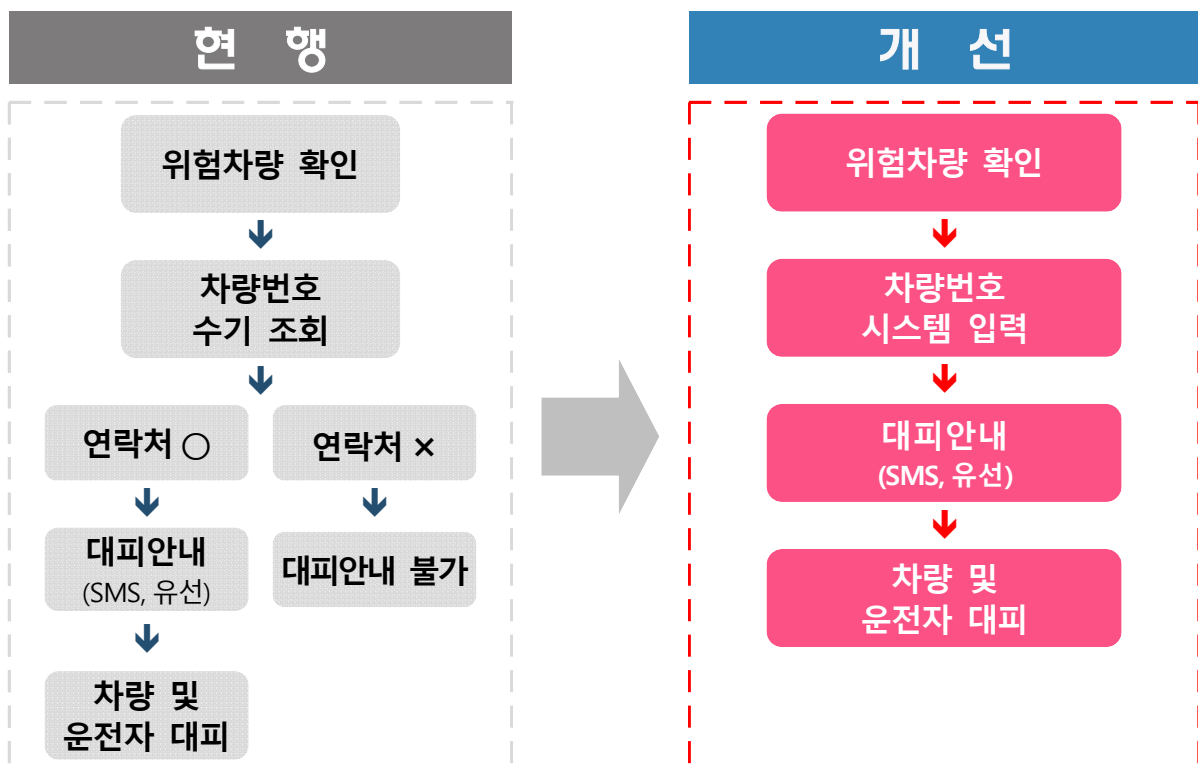 현 행
위험차량 확인
차량번호
수기 조회
연락처 ○
연락처 ×
대피안내
(SMS, 유선)
대피안내 불가
차량 및
운전자 대피
개 선
위험차량 확인
차량번호
시스템 입력
대피안내
(SMS, 유선)
차량 및
운전자 대피